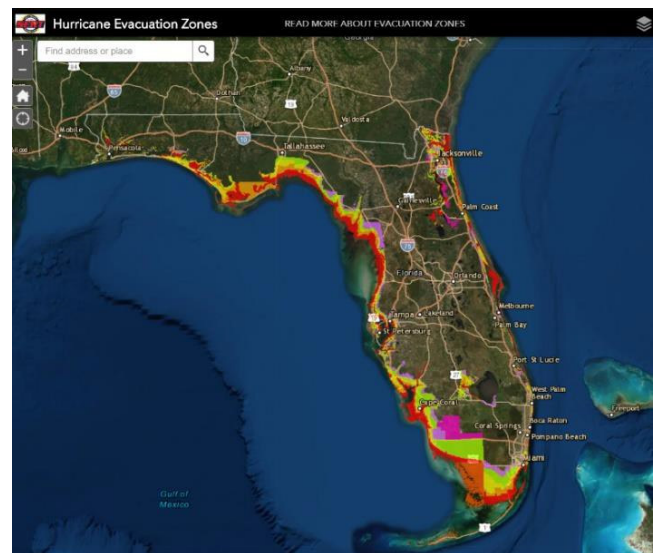 Hurricane Evacuation Zones
READ MORE ABOUT EVACUATION ZONES
Find address or place
Georgia
Albany
Dothan
Valdosta
Mobile
Pensacola
10
Tallahassee
Jacksonville
Gainesville
Palm Coast
Florida
Orlando
Melbourne
Palm Bay
Tampa
Lakeland
St Petersburg
Port St Lucie
27
West Palm
Beach
Cape Coral
Boca Raton
Coral Springs
Pompano Beach
Miami
Freeport
Gulf of
Mexico